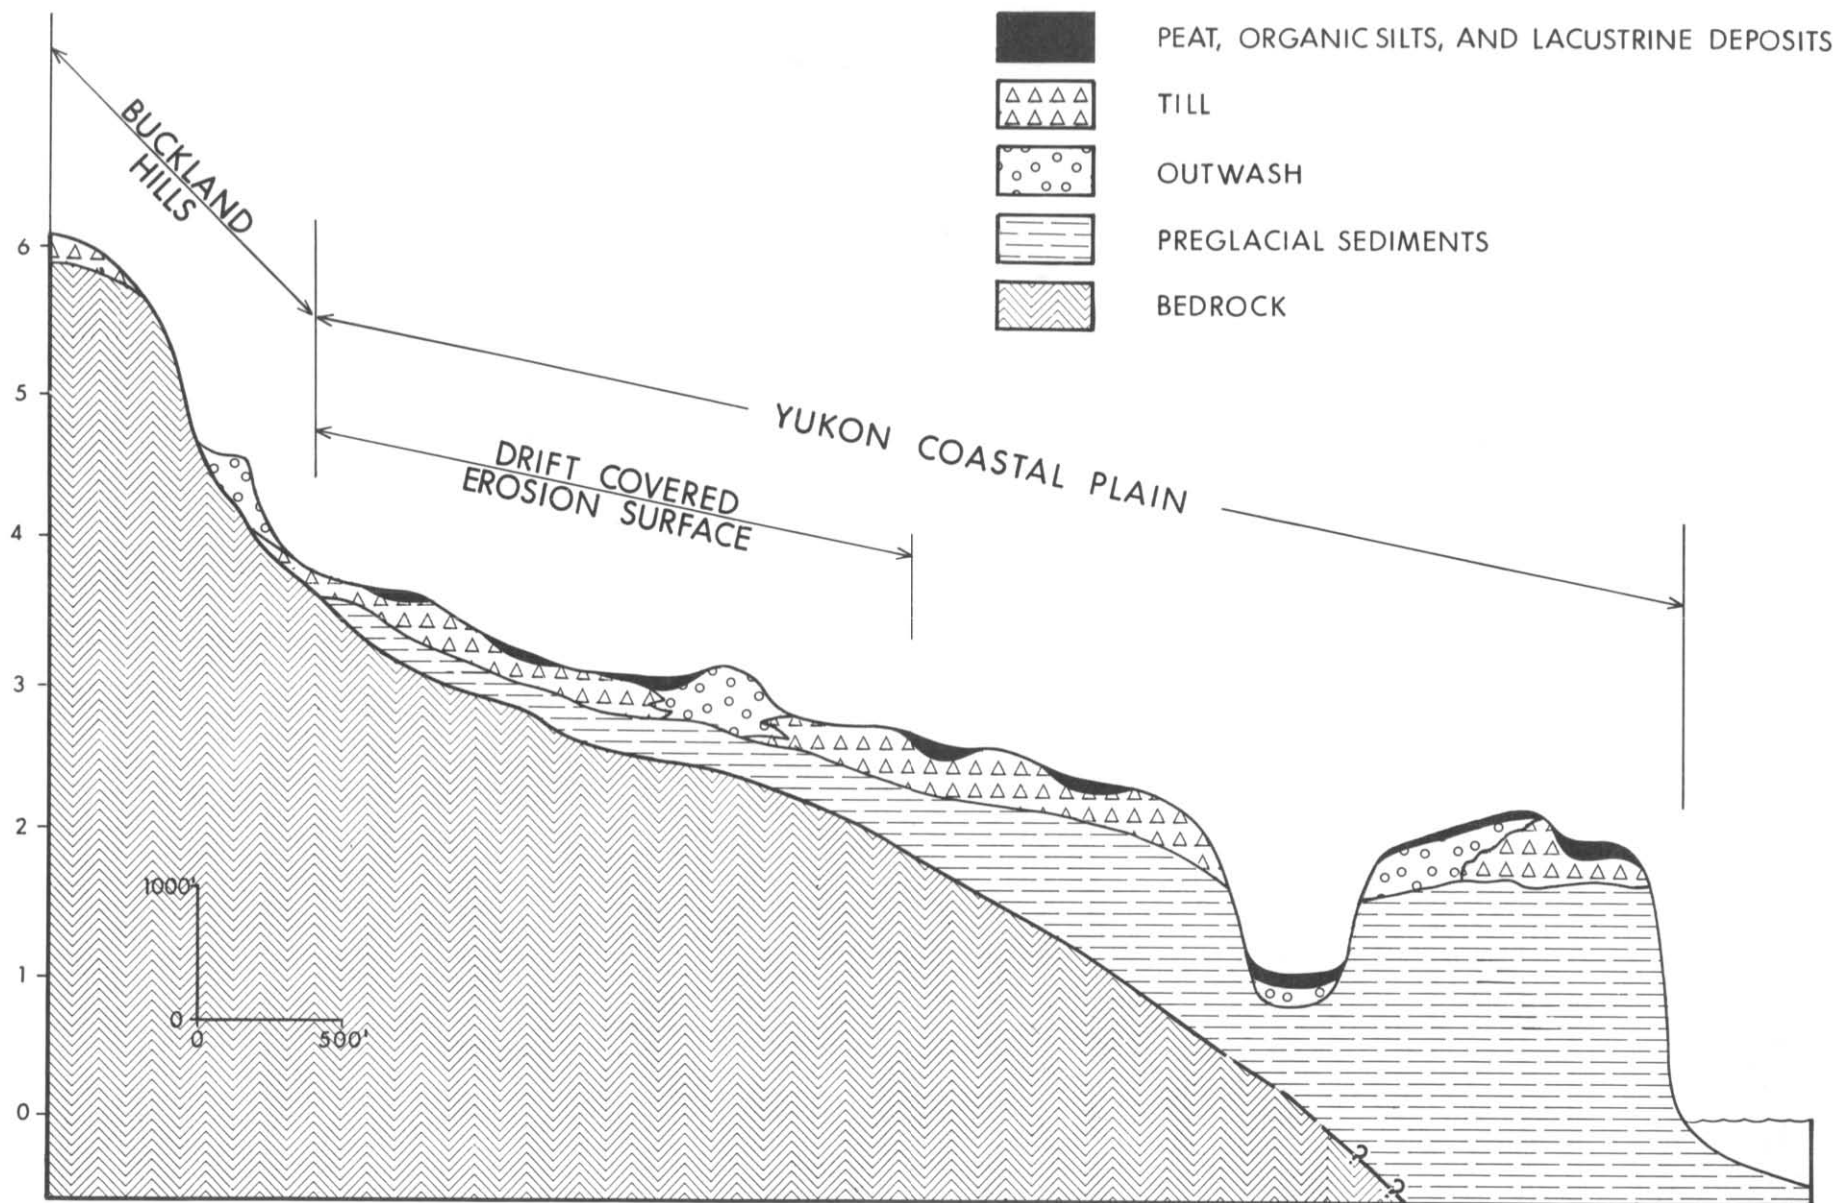 PEAT, ORGANIC SILTS, AND LACUSTRINE DEPOSITS
TILL
OUTWASH
PREGLACIAL SEDIMENTS
BEDROCK
BUCKLAND
HILLS
YUKON COASTAL PLAIN
DRIFT COVERED
EROSION SURFACE
6
5
4
3
2
1
0
1000'
0
0
500'
?
?